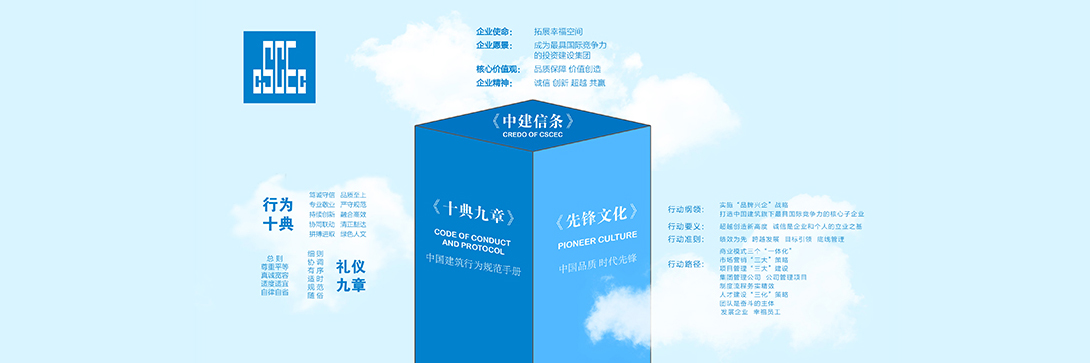 CSCEC
企业使命： 拓展幸福空间
企业愿景： 成为最具国际竞争力
的投资建设集团
核心价值观： 品质保障 价值创造
企业精神： 诚信 创新 超越 共赢
《中建信条》
CREDO OF CSCEC
《十典九章》
CODE OF CONDUCT
AND PROTOCOL
中国建筑行为规范手册
《先锋文化》
PIONEER CULTURE
中国品质 时代先锋
行为
十典
笃诚守信 品质至上
专业敬业 严守规范
持续创新 融合高效
协同联动 清正励达
拼搏进取 绿色人文
总则
尊重平等
真诚宽容
适度适宜
自律自省
细则
协调
有序
适时
规范
随俗
礼仪
九章
行动纲领： 实施“品牌兴企”战略
打造中国建筑旗下最具国际竞争力的核心子企业
行动要义： 超越创造新高度 诚信是企业和个人的立业之基
行动准则： 绩效为先 跨越发展 目标引领 底线管理
行动路径：
商业模式三个“一体化”
市场营销“三大”策略
项目管理“三大”建设
集团管理公司 公司管理项目
制度流程务实精效
人才建设“三化”策略
团队是奋斗的主体
发展企业 幸福员工